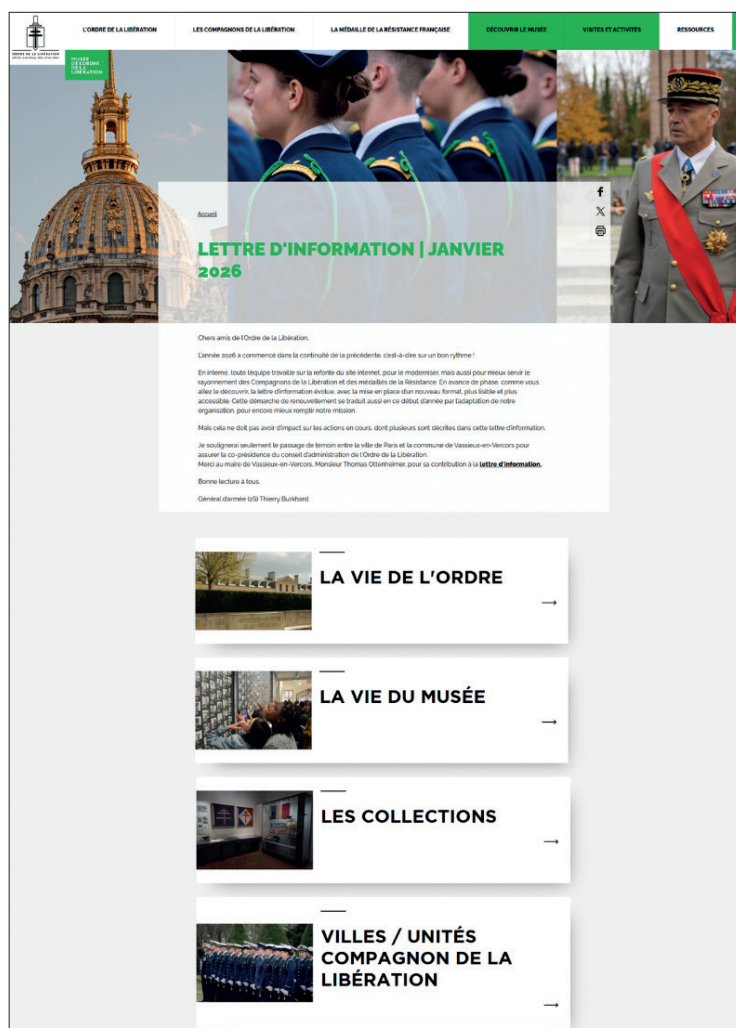 L'ORDRE DE LA LIBÉRATION
LES COMPAGNONS DE LA LIBÉRATION
LA MÉDAILLE DE LA RÉSISTANCE FRANÇAISE
DÉCOUVRIR LE MUSÉE
VISITES ET ACTIVITÉS
RESSOURCES
ORDRE DE LA LIBÉRATION
MUSÉE
DE L'ORDRE
DE LA
LIBÉRATION
Accueil
LETTRE D'INFORMATION | JANVIER
2026
Chers amis de l'Ordre de la Libération,
L'année 2026 a commencé dans la continuité de la précédente, c'est-à-dire sur un bon rythme !
En interne, toute l'équipe travaille sur la refonte du site internet, pour le moderniser, mais aussi pour mieux servir le
rayonnement des Compagnons de la Libération et des médaillés de la Résistance. En avance de phase, comme vous
allez le découvrir, la lettre d'information évolue, avec la mise en place d'un nouveau format, plus lisible et plus
accessible. Cette démarche de renouvellement se traduit aussi en ce début d'année par l'adaptation de notre
organisation, pour encore mieux remplir notre mission.
Mais cela ne doit pas avoir d'impact sur les actions en cours, dont plusieurs sont décrites dans cette lettre d'information.
Je soulignerai seulement le passage de témoin entre la ville de Paris et la commune de Vassieux-en-Vercors pour
assurer la co-présidence du conseil d'administration de l'Ordre de la Libération.
Merci au maire de Vassieux-en-Vercors, Monsieur Thomas Ottenheimer, pour sa contribution à la lettre d'information.
Bonne lecture à tous,
Général d'armée (2S) Thierry Burkhard
LA VIE DE L'ORDRE
LA VIE DU MUSÉE
LES COLLECTIONS
VILLES / UNITÉS
COMPAGNON DE LA
LIBÉRATION